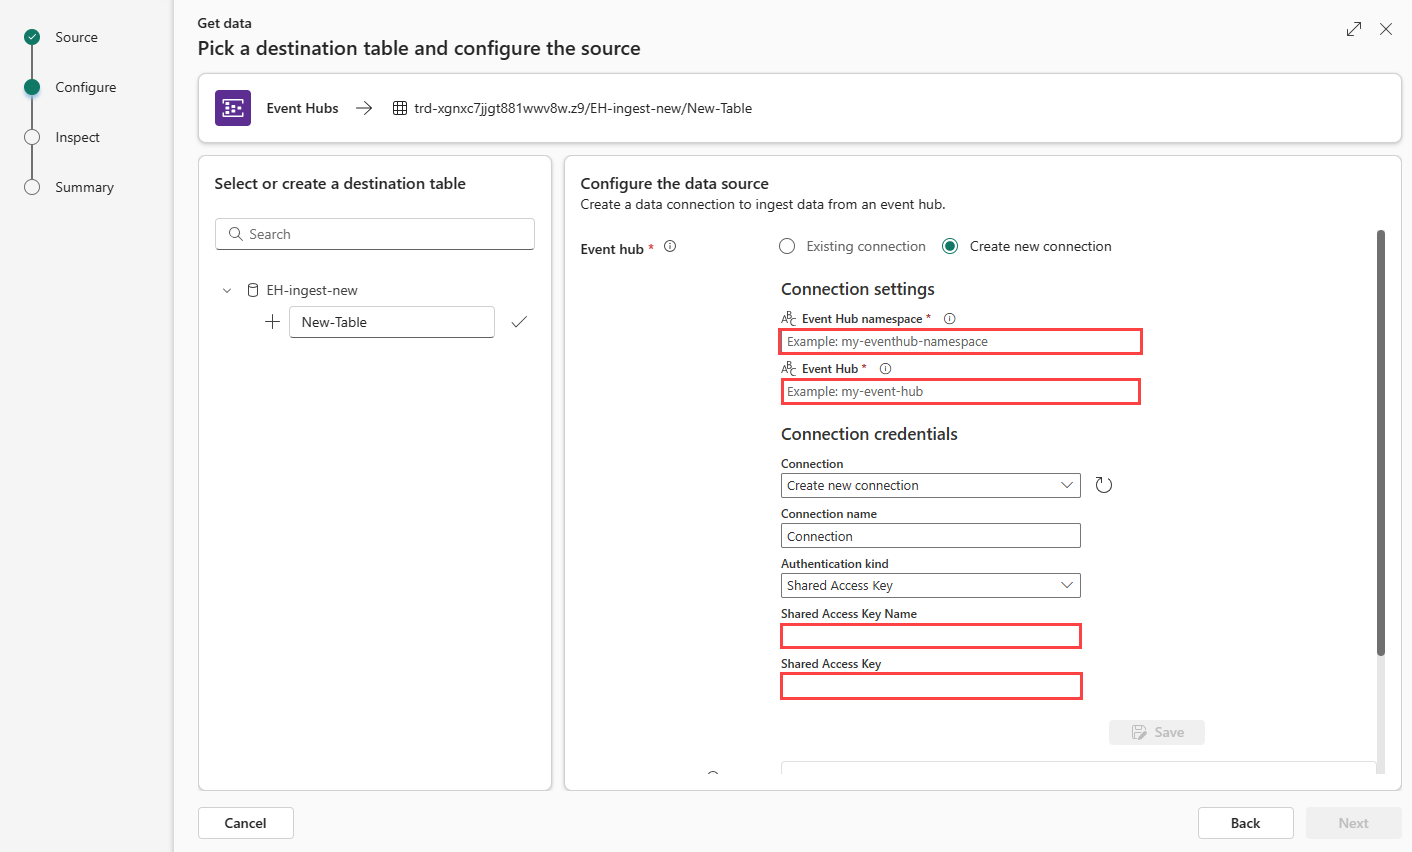 Source
Configure
Inspect
Summary
Get data
Pick a destination table and configure the source
Event Hubs
trd-xgnxc7jjgt881wwv8w.z9/EH-ingest-new/New-Table
Select or create a destination table
Search
EH-ingest-new
New-Table
Configure the data source
Create a data connection to ingest data from an event hub.
Event hub *
Existing connection
Create new connection
Connection settings
ABC Event Hub namespace *
Example: my-eventhub-namespace
ABC Event Hub *
Example: my-event-hub
Connection credentials
Connection
Create new connection
Connection name
Connection
Authentication kind
Shared Access Key
Shared Access Key Name
Shared Access Key
Save
Cancel
Back
Next